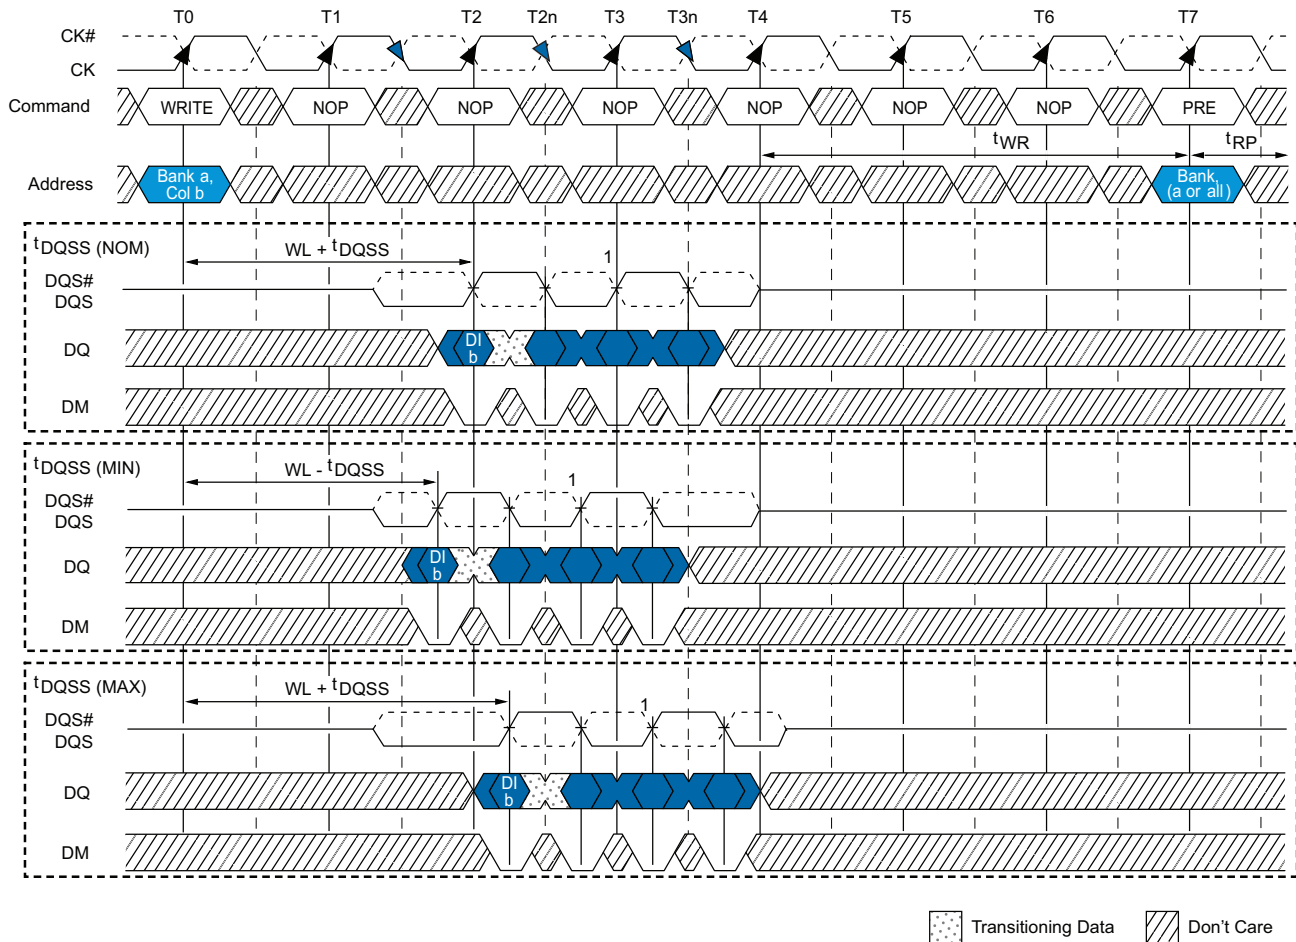 T0 T1 T2 T2n T3 T3n T4 T5 T6 T7
CK#
CK
Command WRITE NOP NOP NOP NOP NOP NOP PRE
tWR tRP
Address Bank a, Col b Bank, (a or all)
tDQSS (NOM)
WL + tDQSS 1
DQS#
DQS
DQ DI b
DM
tDQSS (MIN)
WL - tDQSS 1
DQS#
DQS
DQ DI b
DM
tDQSS (MAX)
WL + tDQSS 1
DQS#
DQS
DQ DI b
DM
Transitioning Data Don't Care